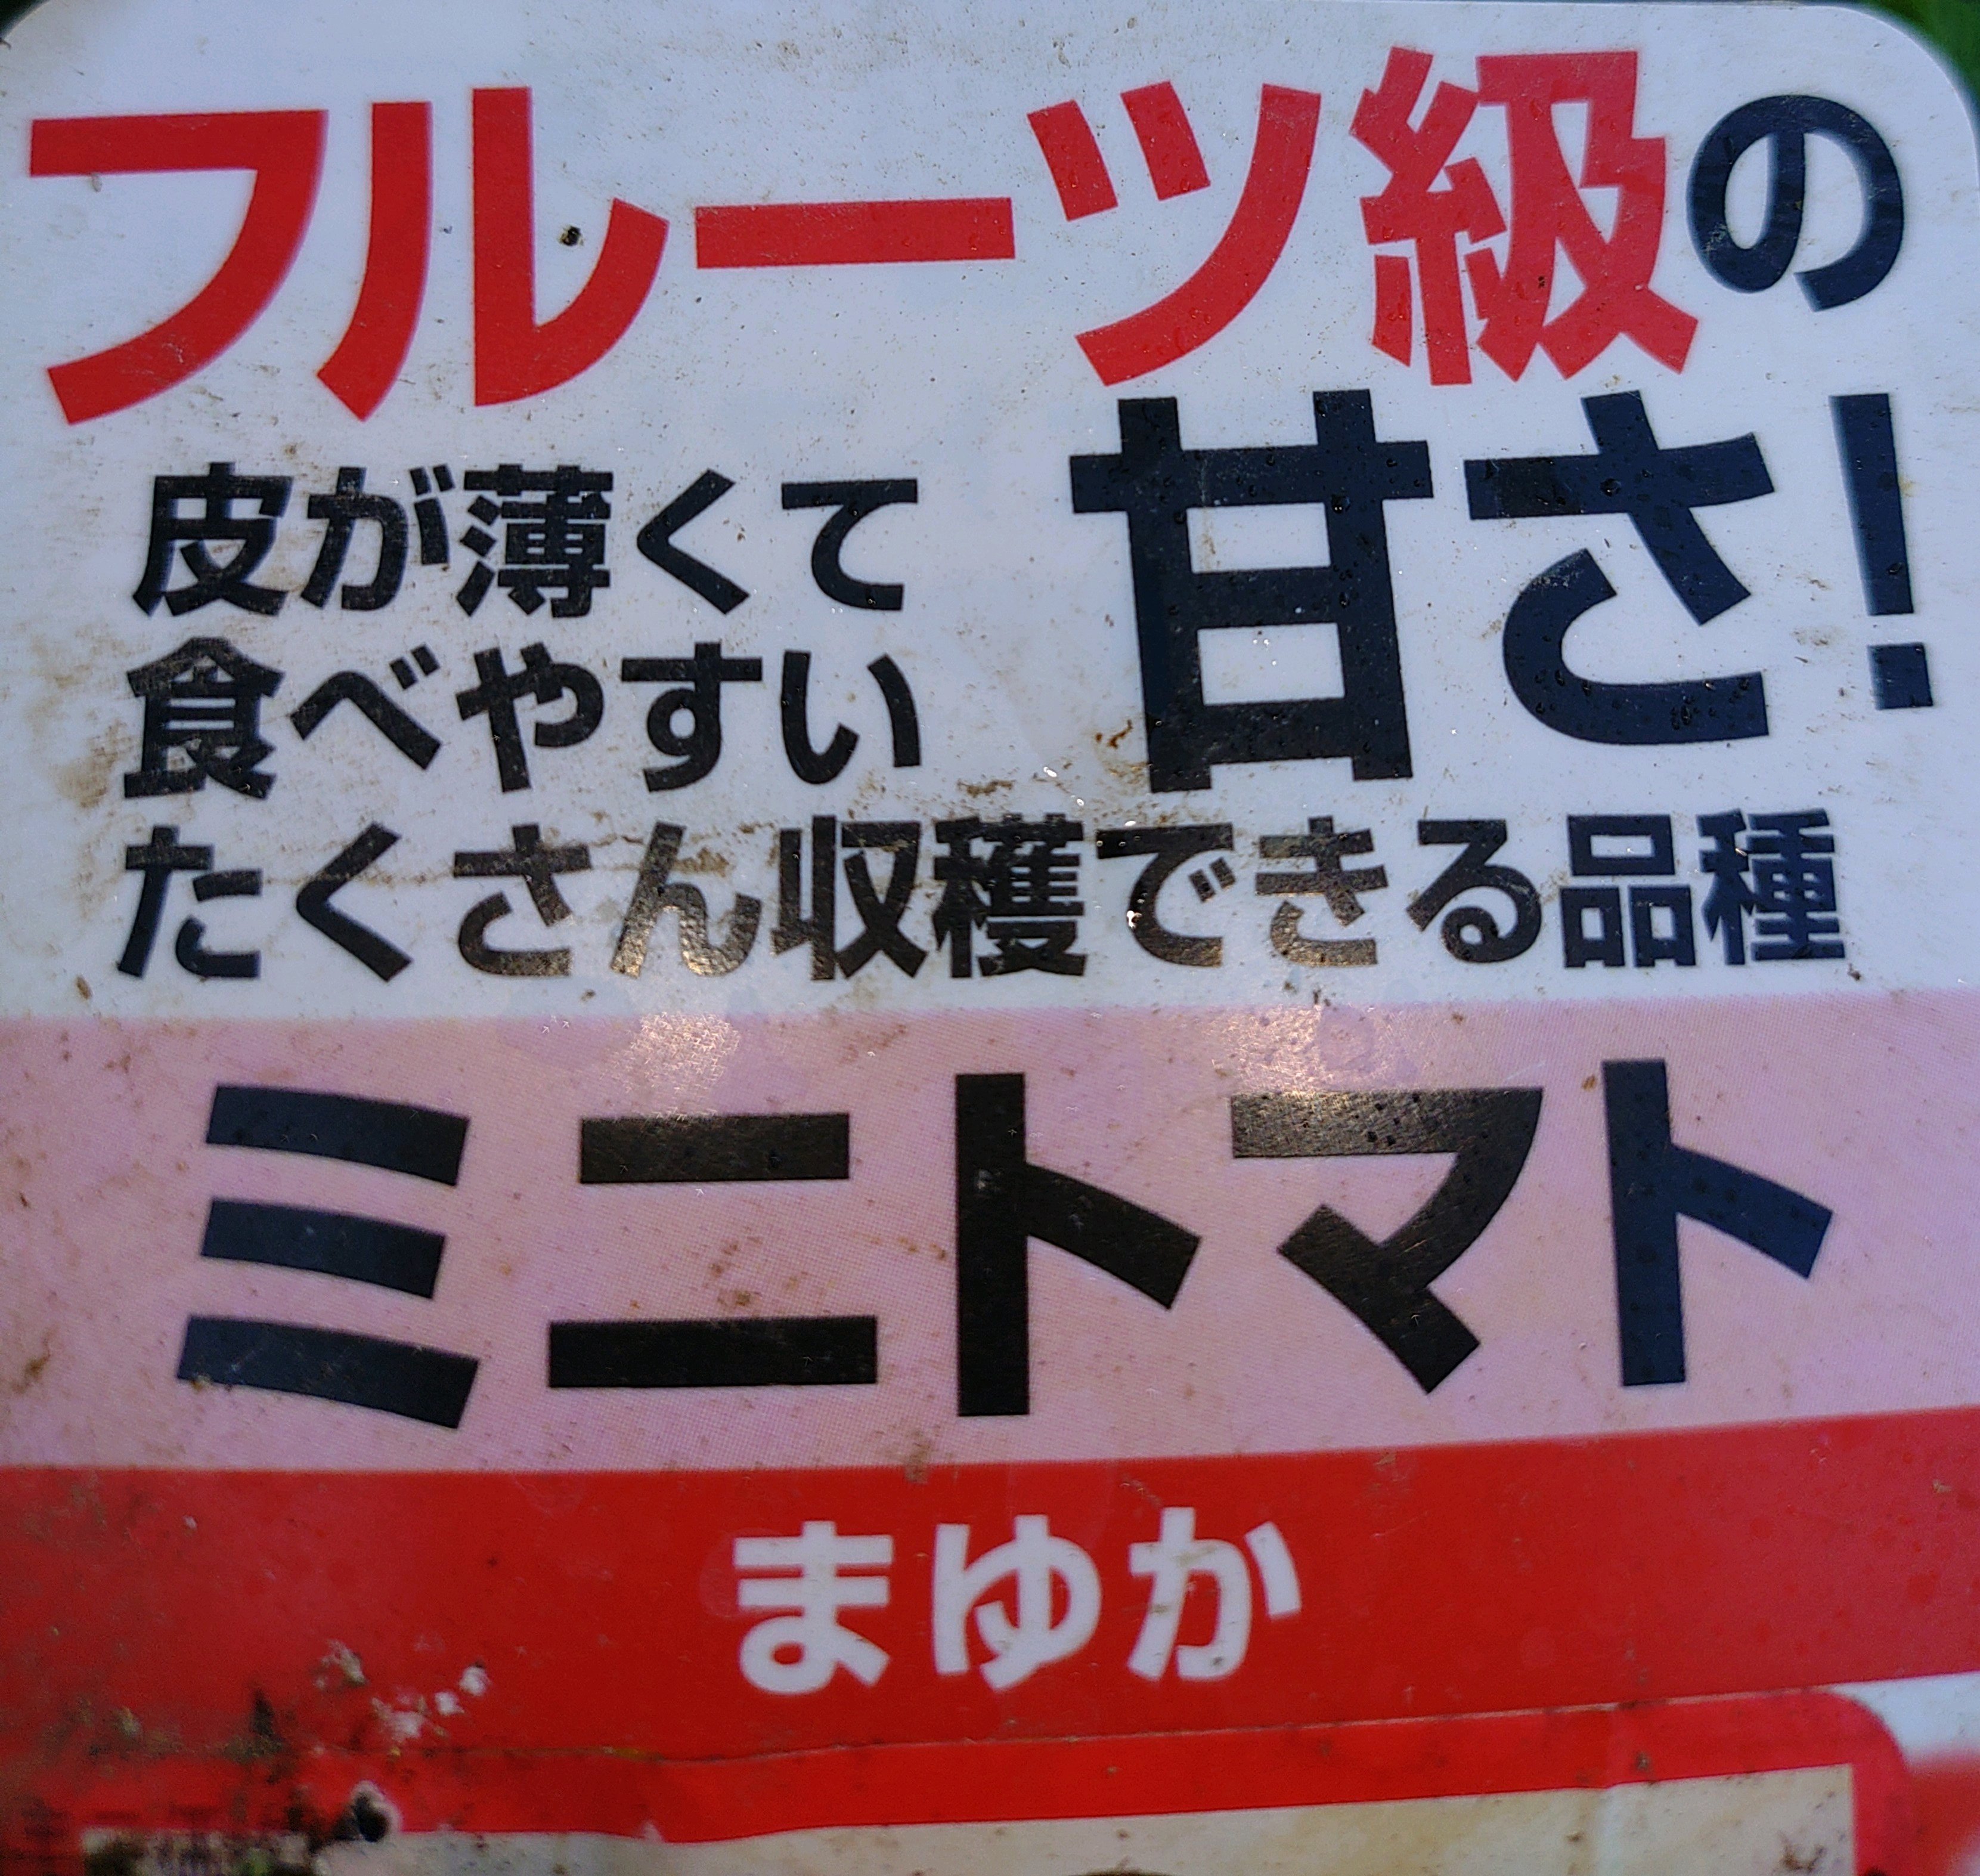 フルーツ級の
甘さ!
皮が薄くて
食べやすい
たくさん収穫できる品種
ミニトマト
まゆか